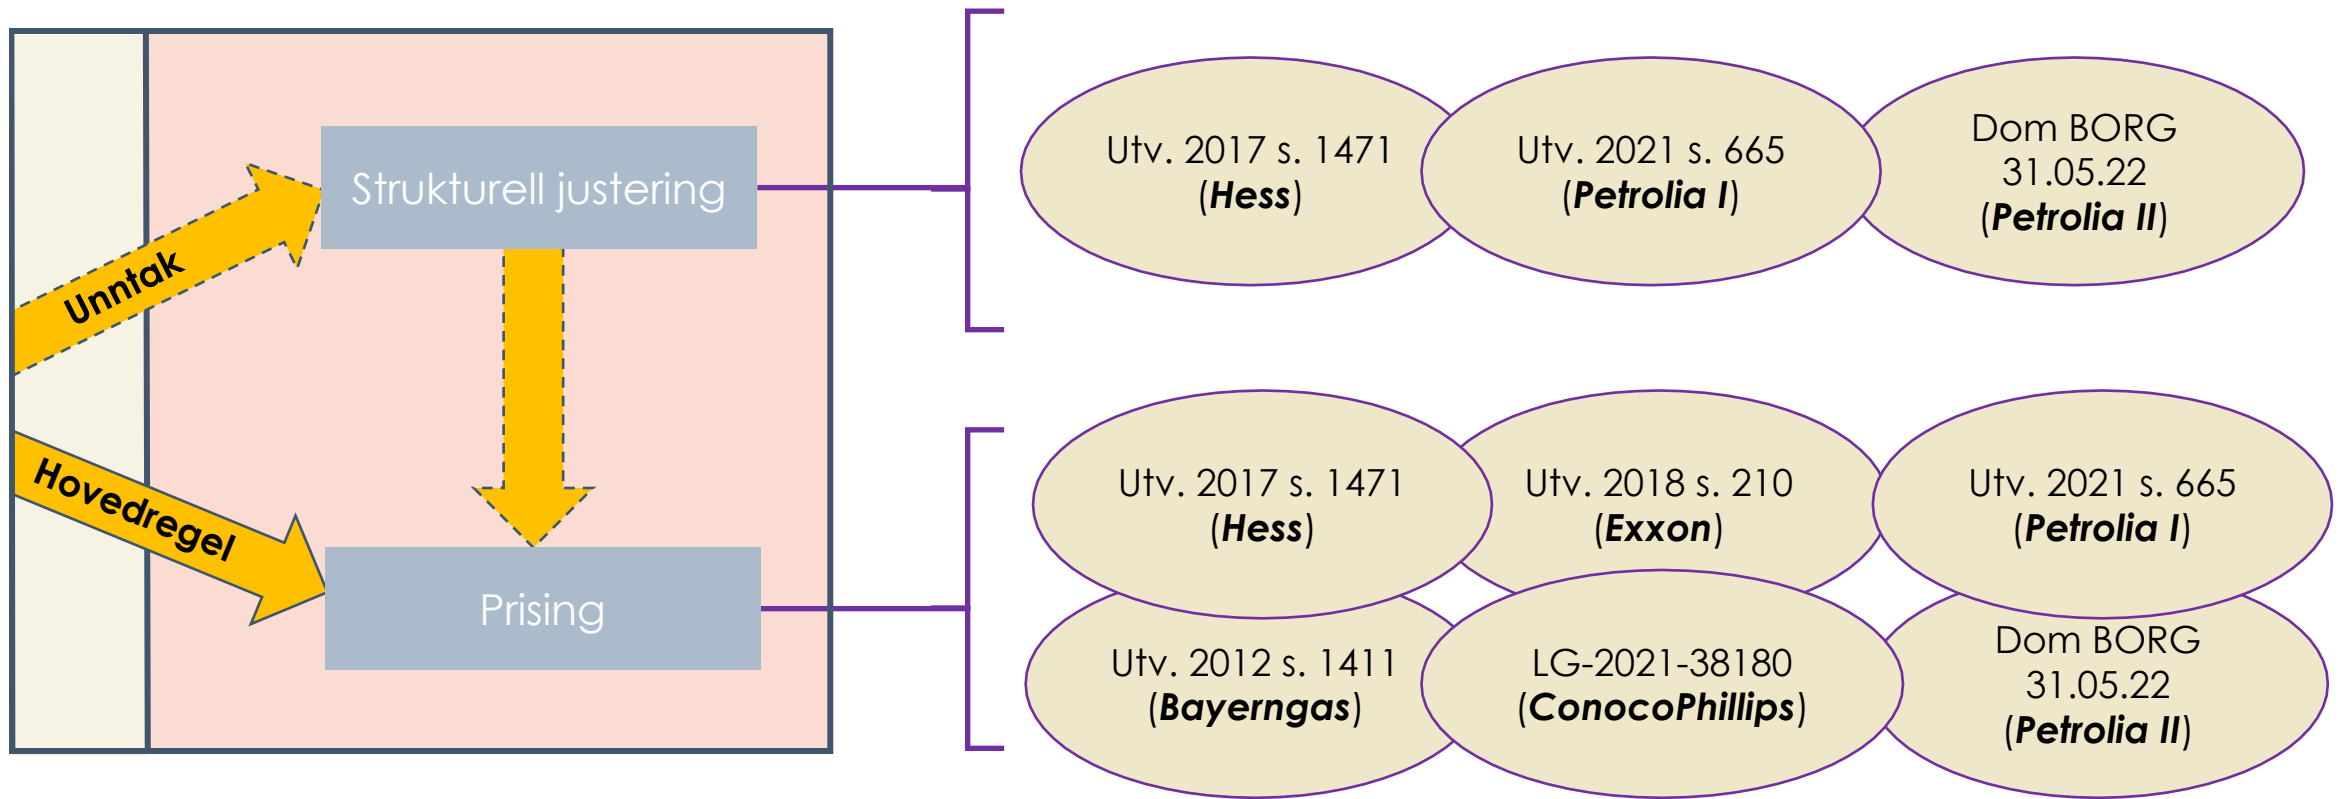 Unntak
Hovedregel
Strukturell justering
Prising
Utv. 2017 s. 1471
(Hess)
Utv. 2021 s. 665
(Petrolia I)
Dom BORG
31.05.22
(Petrolia II)
Utv. 2017 s. 1471
(Hess)
Utv. 2018 s. 210
(Exxon)
Utv. 2021 s. 665
(Petrolia I)
Utv. 2012 s. 1411
(Bayerngas)
LG-2021-38180
(ConocoPhillips)
Dom BORG
31.05.22
(Petrolia II)